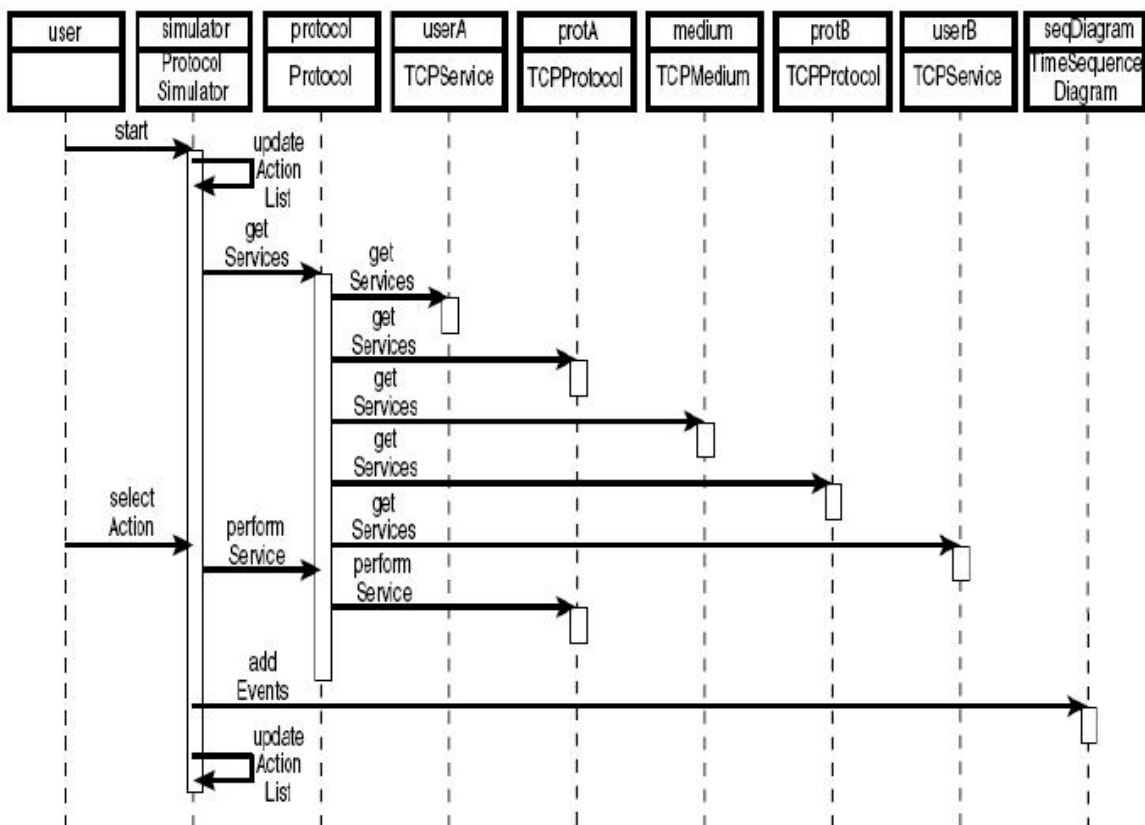 user
simulator
protocol
userA
protA
medium
protB
userB
seqDiagram
Protocol
Simulator
Protocol
TCPService
TCPProtocol
TCPMedium
TCPProtocol
TCPService
TimeSequence
Diagram
start
update
Action
List
get
Services
get
Services
get
Services
get
Services
get
Services
select
Action
get
Services
perform
Service
perform
Service
add
Events
update
Action
List